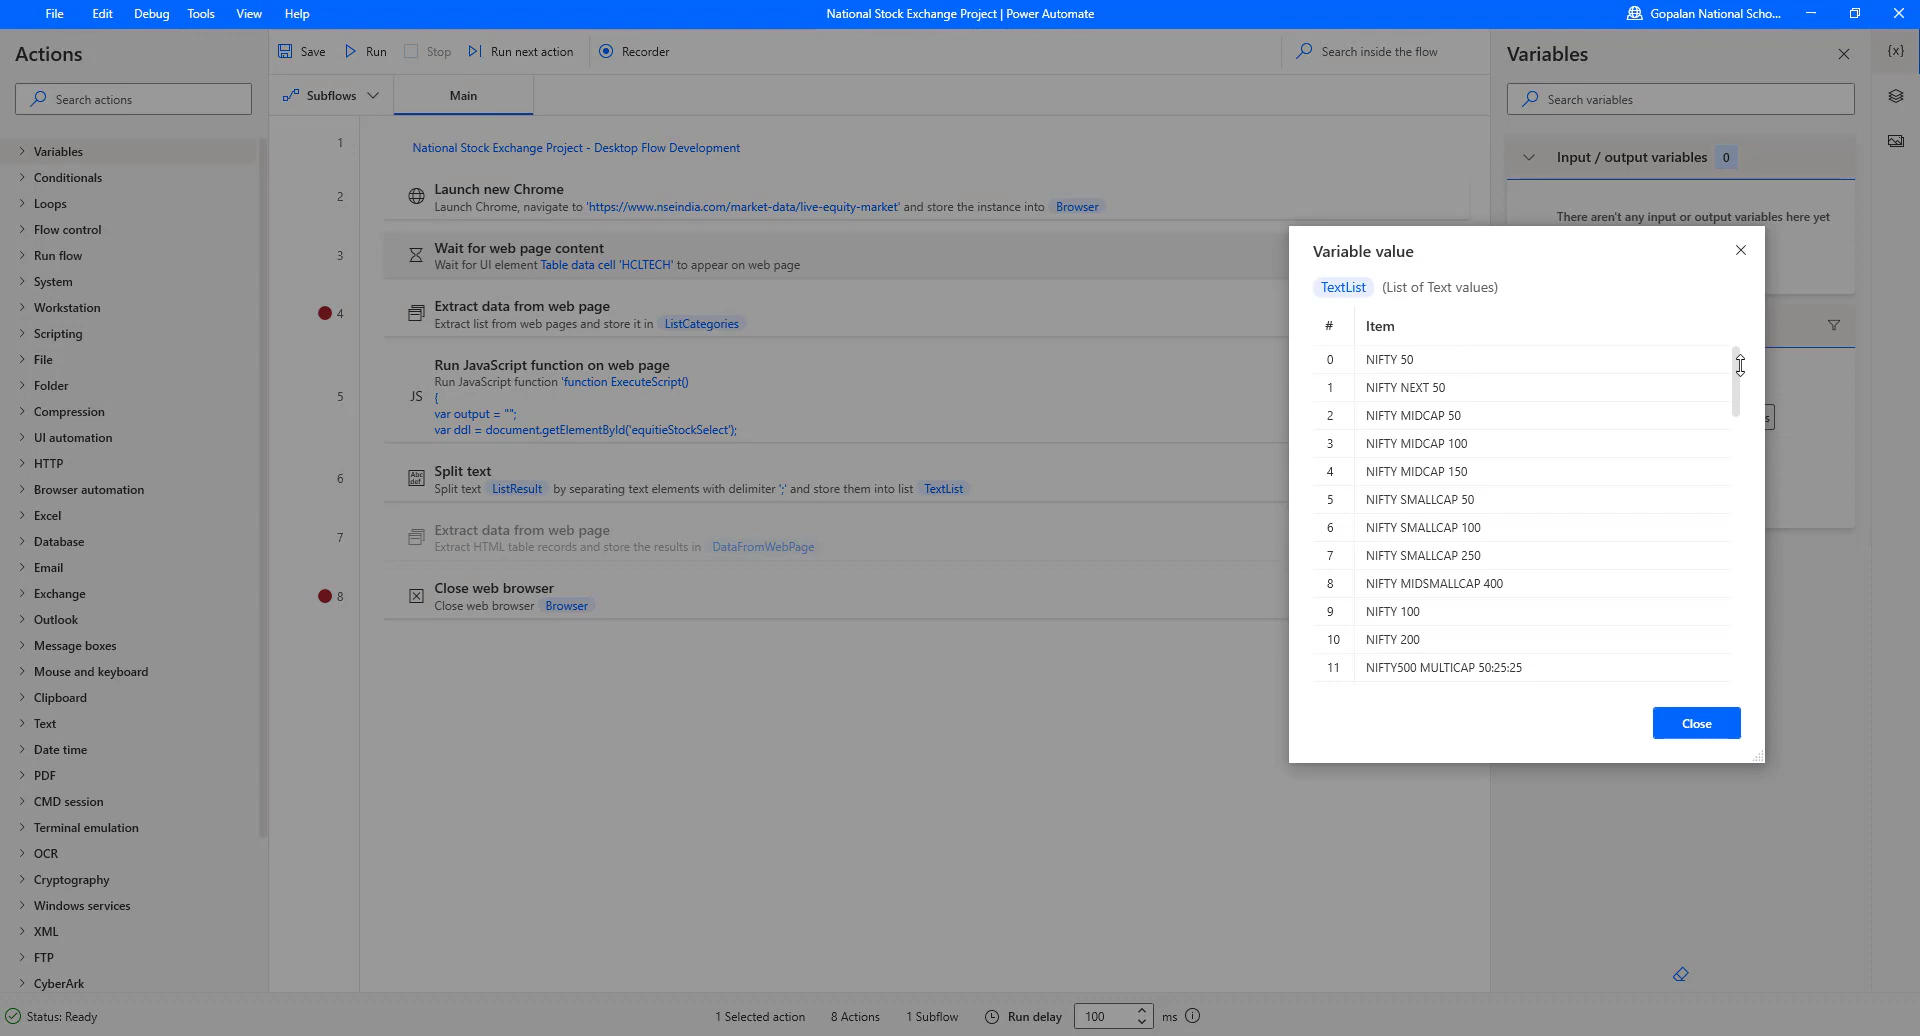 File Edit Debug Tools View Help
National Stock Exchange Project | Power Automate
Gopalan National Scho...
Actions
Search actions
Variables
Conditionals
Loops
Flow control
Run flow
System
Workstation
Scripting
File
Folder
Compression
UI automation
HTTP
Browser automation
Excel
Database
Email
Exchange
Outlook
Message boxes
Mouse and keyboard
Clipboard
Text
Date time
PDF
CMD session
Terminal emulation
OCR
Cryptography
Windows services
XML
FTP
CyberArk
Save Run Stop Run next action Recorder
Search inside the flow
Subflows Main
1 National Stock Exchange Project - Desktop Flow Development
2 Launch new Chrome
Launch Chrome, navigate to 'https://www.nseindia.com/market-data/live-equity-market' and store the instance into Browser
3 Wait for web page content
Wait for UI element Table data cell 'HCLTECH' to appear on web page
4 Extract data from web page
Extract list from web pages and store it in ListCategories
5 JS Run JavaScript function on web page
Run JavaScript function 'function ExecuteScript()
{
var output = "";
var ddl = document.getElementById('equitieStockSelect');
6 Abc def Split text
Split text ListResult by separating text elements with delimiter ';' and store them into list TextList
7 Extract data from web page
Extract HTML table records and store the results in DataFromWebPage
8 Close web browser
Close web browser Browser
Variables
{x}
Search variables
Input / output variables 0
There aren't any input or output variables here yet
Variable value
TextList (List of Text values)
# Item
0 NIFTY 50
1 NIFTY NEXT 50
2 NIFTY MIDCAP 50
3 NIFTY MIDCAP 100
4 NIFTY MIDCAP 150
5 NIFTY SMALLCAP 50
6 NIFTY SMALLCAP 100
7 NIFTY SMALLCAP 250
8 NIFTY MIDSMALLCAP 400
9 NIFTY 100
10 NIFTY 200
11 NIFTY500 MULTICAP 50:25:25
Close
Status: Ready
1 Selected action 8 Actions 1 Subflow Run delay 100 ms